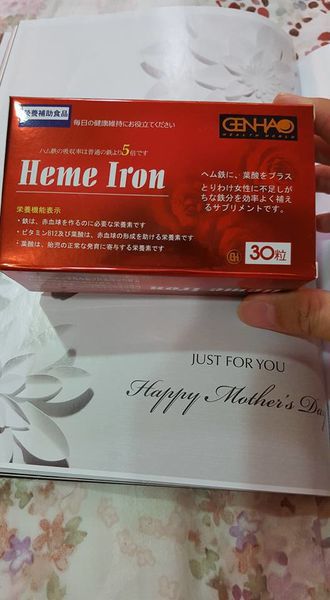 栄養補助食品
毎日の健康維持にお役立てください
GENHAO
HEALTH WORLD
ハム鉄の吸収率は普通の鉄より5倍です
Heme Iron
ヘム鉄に、葉酸をプラス
とりわけ女性に不足しが
ちな鉄分を効率よく補え
るサプリメントです。
栄養機能表示
・鉄は、赤血球を作るのに必要な栄養素です
・ビタミンB12及び葉酸は、赤血球の形成を助ける栄養素です
・葉酸は、胎児の正常な発育に寄与する栄養素です
GH
30粒
Heme Iron
JUST FOR YOU
Happy Mother's Da